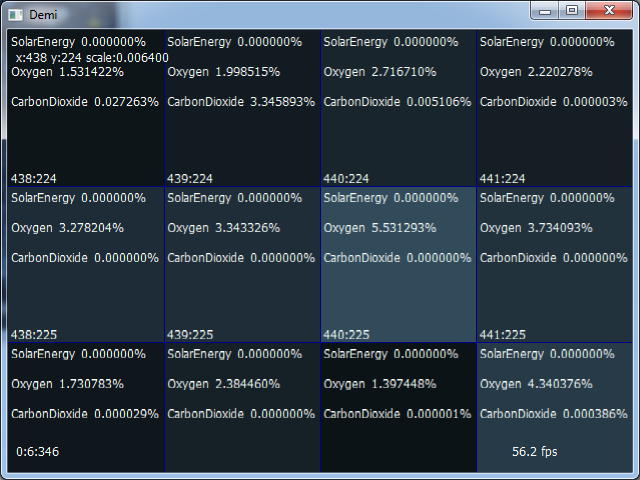 Demi
SolarEnergy 0.000000% SolarEnergy 0.000000% SolarEnergy 0.000000% SolarEnergy 0.000000%
x:438 y:224 scale:0.006400
Oxygen 1.531422% Oxygen 1.998515% Oxygen 2.716710% Oxygen 2.220278%
CarbonDioxide 0.027263% CarbonDioxide 3.345893% CarbonDioxide 0.005106% CarbonDioxide 0.000003%
438:224 439:224 440:224 441:224
SolarEnergy 0.000000% SolarEnergy 0.000000% SolarEnergy 0.000000% SolarEnergy 0.000000%
Oxygen 3.278204% Oxygen 3.343326% Oxygen 5.531293% Oxygen 3.734093%
CarbonDioxide 0.000000% CarbonDioxide 0.000000% CarbonDioxide 0.000000% CarbonDioxide 0.000000%
438:225 439:225 440:225 441:225
SolarEnergy 0.000000% SolarEnergy 0.000000% SolarEnergy 0.000000% SolarEnergy 0.000000%
Oxygen 1.730783% Oxygen 2.384460% Oxygen 1.397448% Oxygen 4.340376%
CarbonDioxide 0.000029% CarbonDioxide 0.000000% CarbonDioxide 0.000001% CarbonDioxide 0.000386%
0:6:346 56.2 fps